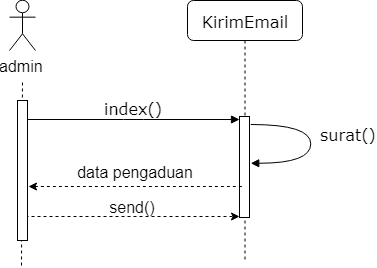 KirimEmail
admin
index()
surat()
data pengaduan
send()